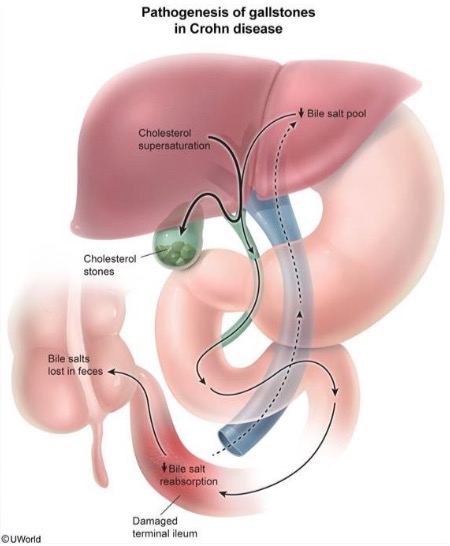 Pathogenesis of gallstones
in Crohn disease
↓ Bile salt pool
Cholesterol
supersaturation
Cholesterol
stones
Bile salts
lost in feces
↓ Bile salt
reabsorption
Damaged
terminal ileum
©UWorld